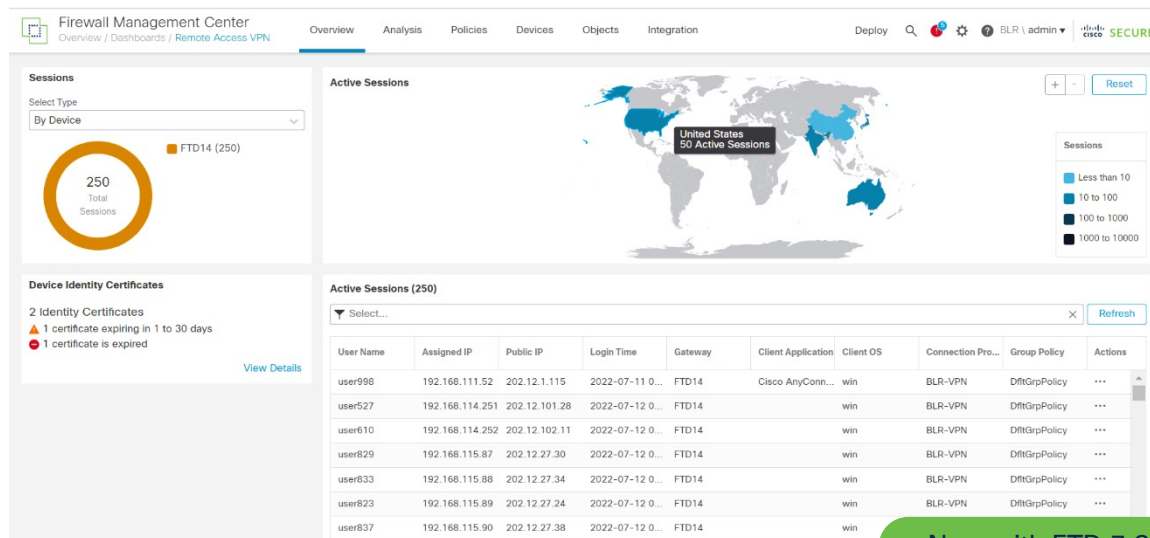 Firewall Management Center
Overview / Dashboards / Remote Access VPN
Overview Analysis Policies Devices Objects Integration
Deploy 5 BLR \ admin cisco SECURE
Sessions
Select Type
By Device
FTD14 (250)
250
Total
Sessions
Active Sessions
+ - Reset
United States
50 Active Sessions
Sessions
Less than 10
10 to 100
100 to 1000
1000 to 10000
Device Identity Certificates
2 Identity Certificates
1 certificate expiring in 1 to 30 days
1 certificate is expired
View Details
Active Sessions (250)
Select... Refresh
User Name Assigned IP Public IP Login Time Gateway Client Application Client OS Connection Pro... Group Policy Actions
user998 192.168.111.52 202.12.1.115 2022-07-11 0... FTD14 Cisco AnyConn... win BLR-VPN DfltGrpPolicy ...
user527 192.168.114.251 202.12.101.28 2022-07-12 0... FTD14 win BLR-VPN DfltGrpPolicy ...
user610 192.168.114.252 202.12.102.11 2022-07-12 0... FTD14 win BLR-VPN DfltGrpPolicy ...
user829 192.168.115.87 202.12.27.30 2022-07-12 0... FTD14 win BLR-VPN DfltGrpPolicy ...
user833 192.168.115.88 202.12.27.34 2022-07-12 0... FTD14 win BLR-VPN DfltGrpPolicy ...
user823 192.168.115.89 202.12.27.24 2022-07-12 0... FTD14 win BLR-VPN DfltGrpPolicy ...
user837 192.168.115.90 202.12.27.38 2022-07-12 0... FTD14 win